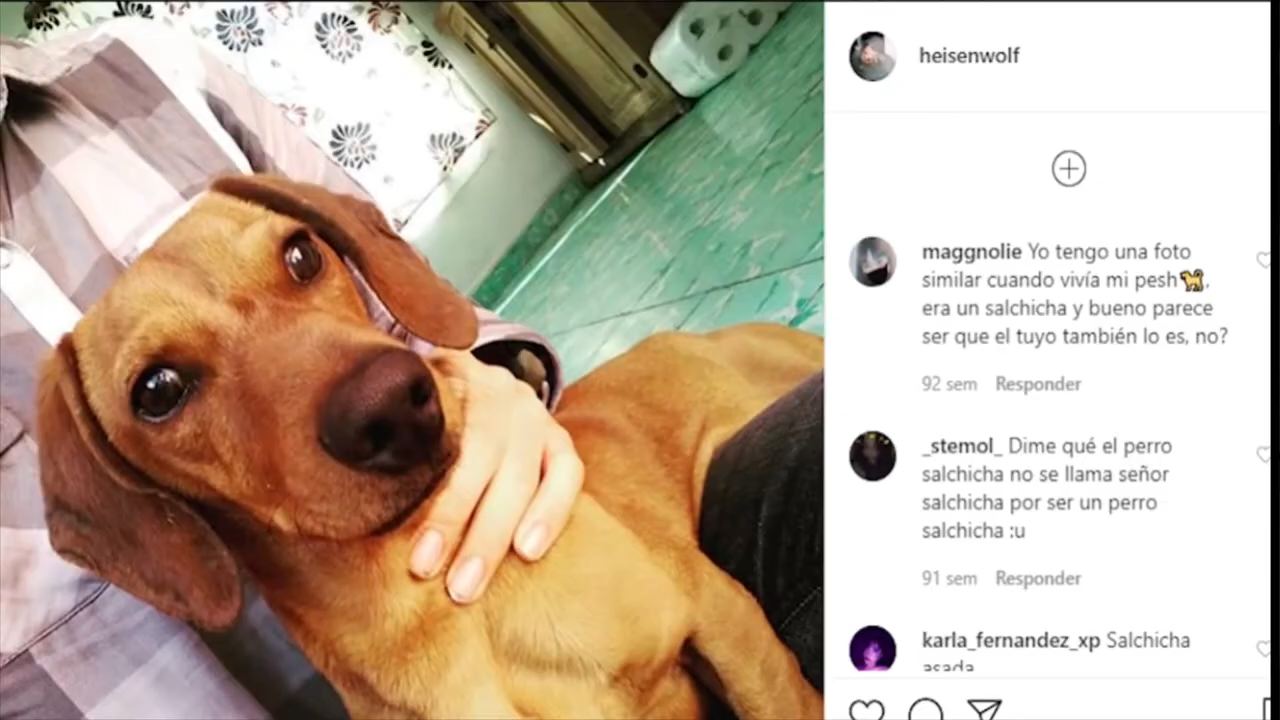 heisenwolf
maggnolie Yo tengo una foto
similar cuando vivía mi pesh🐕,
era un salchicha y bueno parece
ser que el tuyo también lo es, no?
92 sem Responder
_stemol_ Dime qué el perro
salchicha no se llama señor
salchicha por ser un perro
salchicha :u
91 sem Responder
karla_fernandez_xp Salchicha
asada